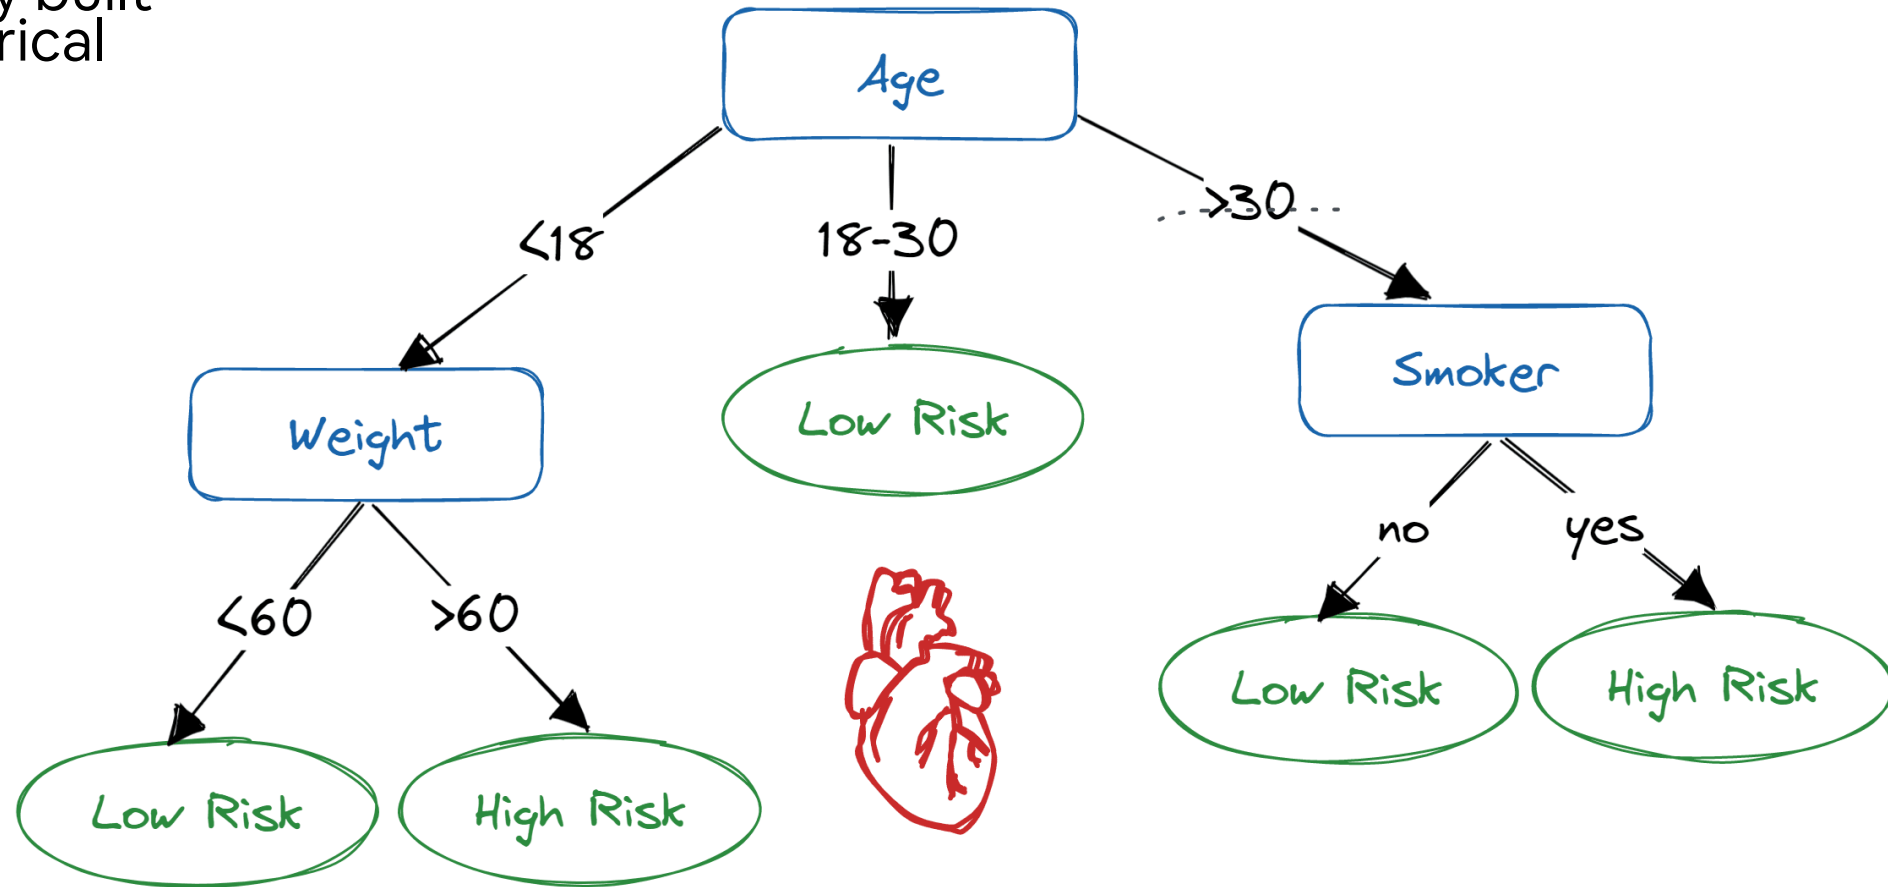 y built
rical
Age
<18
18-30
>30
Weight
Low Risk
Smoker
<60
>60
no
yes
Low Risk
High Risk
Low Risk
High Risk